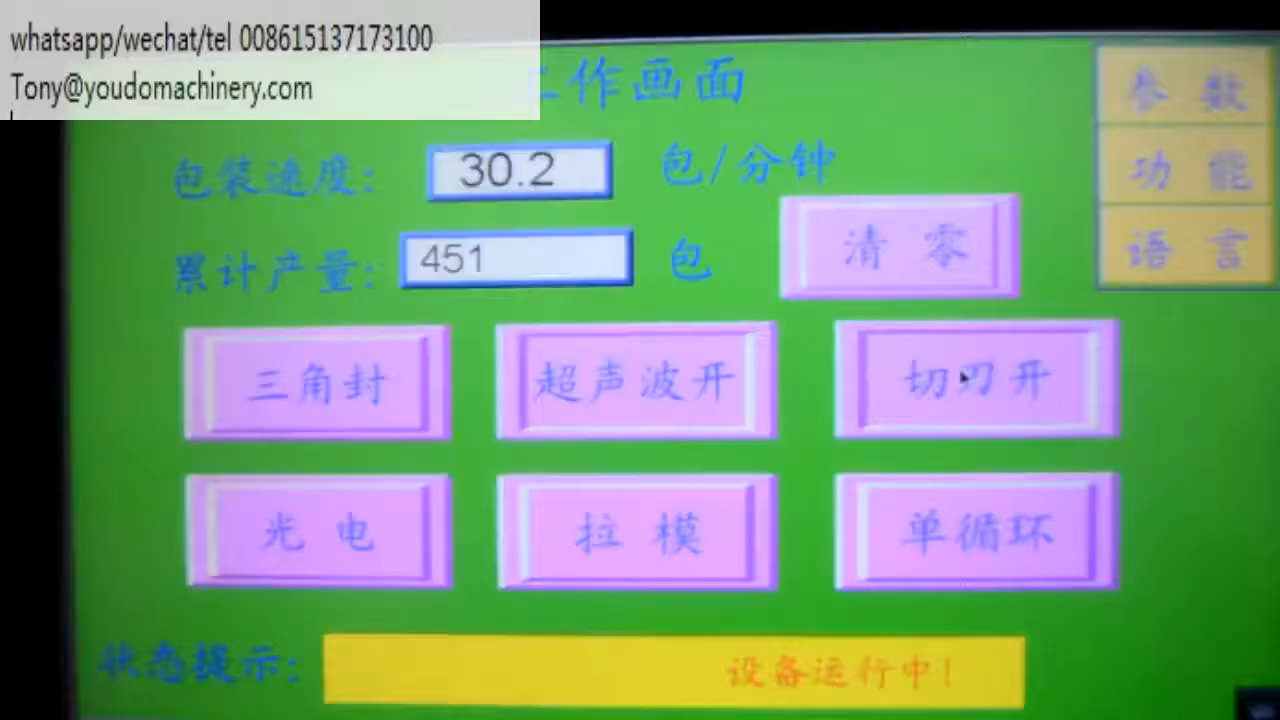 whatsapp/wechat/tel 008615137173100
Tony@youdomachinery.com
工作画面
参 数
包装速度: 30.2 包/分钟
功 能
清 零
语 言
累计产量: 451 包
三角封 超声波开 切刀开
光 电 拉 模 单循环
状态提示: 设备运行中!